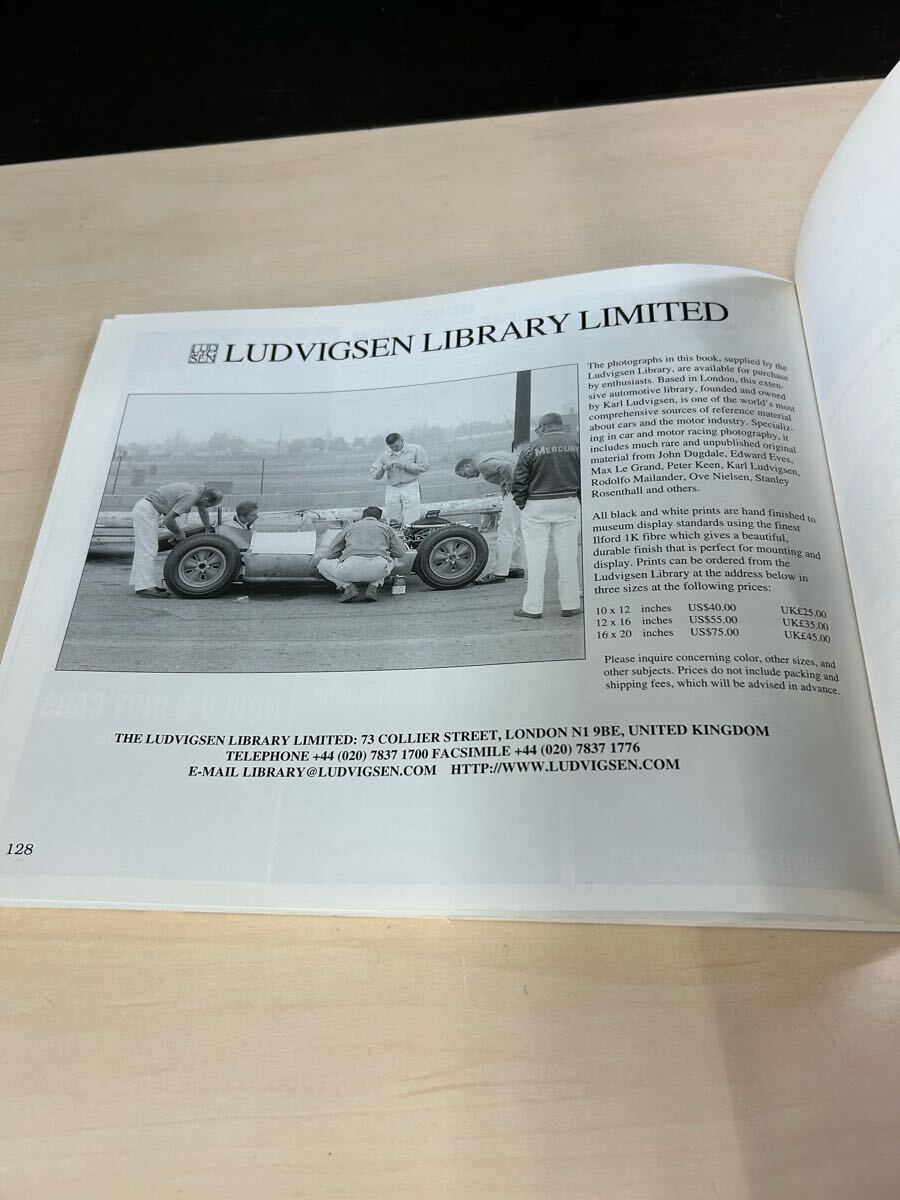 LUD
VIG
SEN
LUDVIGSEN LIBRARY LIMITED
The photographs in this book, supplied by the
Ludvigsen Library, are available for purchase
by enthusiasts. Based in London, this exten-
sive automotive library, founded and owned
by Karl Ludvigsen, is one of the world's most
comprehensive sources of reference material
about cars and the motor industry. Specializ-
ing in car and motor racing photography, it
includes much rare and unpublished original
material from John Dugdale, Edward Eves,
Max Le Grand, Peter Keen, Karl Ludvigsen,
Rodolfo Mailander, Ove Nielsen, Stanley
Rosenthall and others.
MERCURY
All black and white prints are hand finished to
museum display standards using the finest
Ilford 1K fibre which gives a beautiful,
durable finish that is perfect for mounting and
display. Prints can be ordered from the
Ludvigsen Library at the address below in
three sizes at the following prices:
10 x 12 inches US$40.00 UK£25.00
12 x 16 inches US$55.00 UK£35.00
16 x 20 inches US$75.00 UK£45.00
Please inquire concerning color, other sizes, and
other subjects. Prices do not include packing and
shipping fees, which will be advised in advance.
THE LUDVIGSEN LIBRARY LIMITED: 73 COLLIER STREET, LONDON N1 9BE, UNITED KINGDOM
TELEPHONE +44 (020) 7837 1700 FACSIMILE +44 (020) 7837 1776
E-MAIL LIBRARY@LUDVIGSEN.COM HTTP://WWW.LUDVIGSEN.COM
128